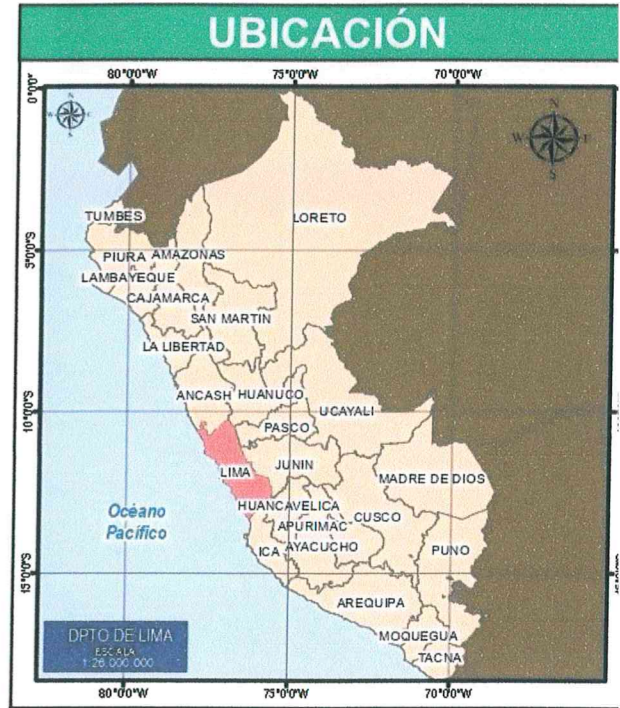 UBICACIÓN
80°0'0"W 75°0'0"W 70°0'0"W
0°0'0"
N
W E
S
N
W E
S
TUMBES
LORETO
5°0'0"S
PIURA AMAZONAS
LAMBAYEQUE
CAJAMARCA
SAN MARTIN
LA LIBERTAD
ANCASH HUANUCO
UCAYALI
10°0'0"S
PASCO
JUNIN
LIMA
MADRE DE DIOS
HUANCAVELICA
CUSCO
APURIMAC
Océano
Pacífico
ICA AYACUCHO
PUNO
15°0'0"S
AREQUIPA
MOQUEGUA
TACNA
DPTO DE LIMA
ESCALA
1:26,000,000
80°0'0"W 75°0'0"W 70°0'0"W